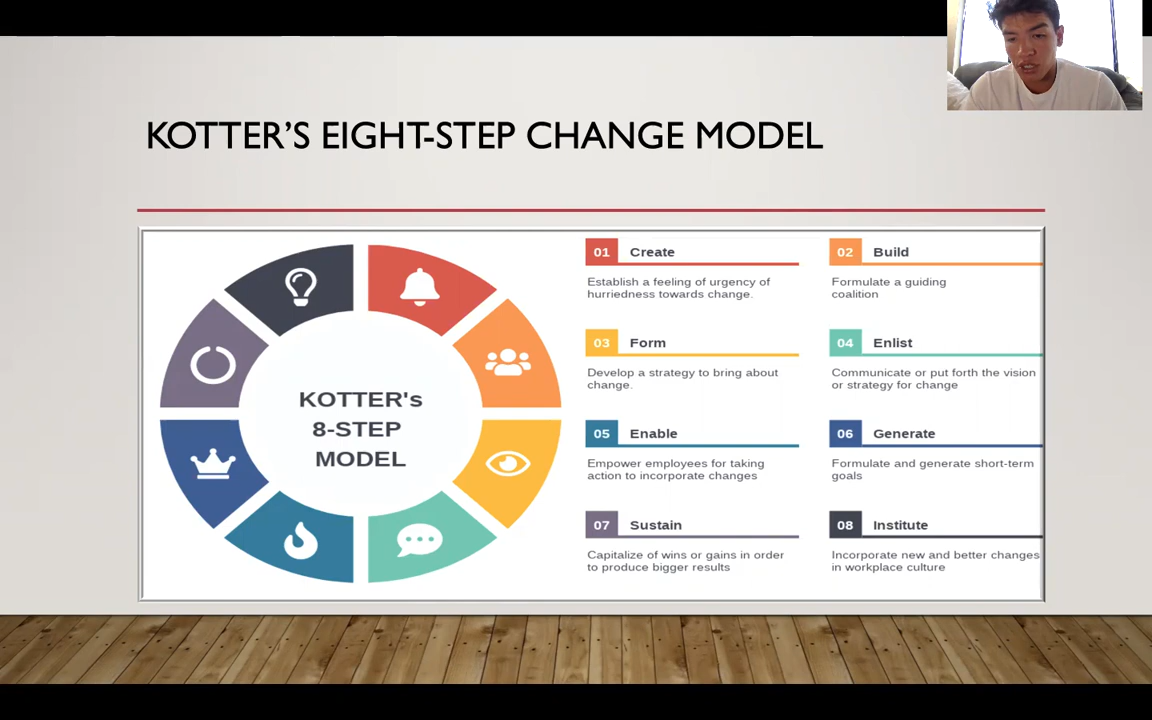 KOTTER'S EIGHT-STEP CHANGE MODEL
KOTTER's
8-STEP
MODEL
01 Create
Establish a feeling of urgency of
hurriedness towards change.
02 Build
Formulate a guiding
coalition
03 Form
Develop a strategy to bring about
change.
04 Enlist
Communicate or put forth the vision
or strategy for change
05 Enable
Empower employees for taking
action to incorporate changes
06 Generate
Formulate and generate short-term
goals
07 Sustain
Capitalize of wins or gains in order
to produce bigger results
08 Institute
Incorporate new and better changes
in workplace culture